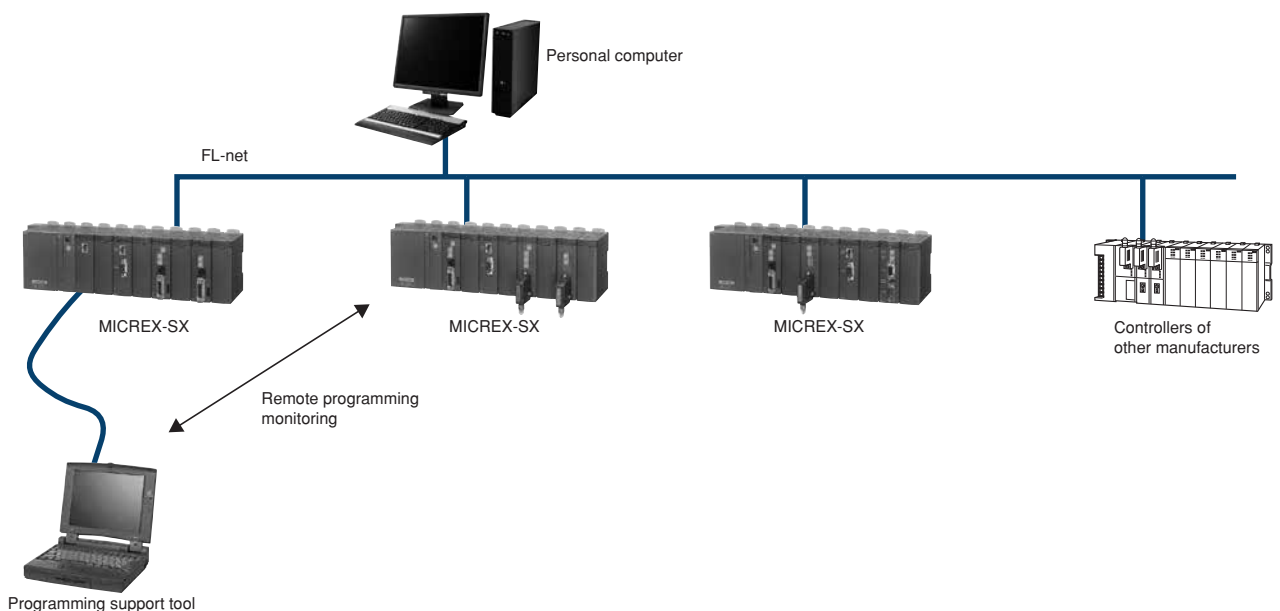 Personal computer
FL-net
MICREX-SX
MICREX-SX
MICREX-SX
Controllers of
other manufacturers
Remote programming
monitoring
Programming support tool